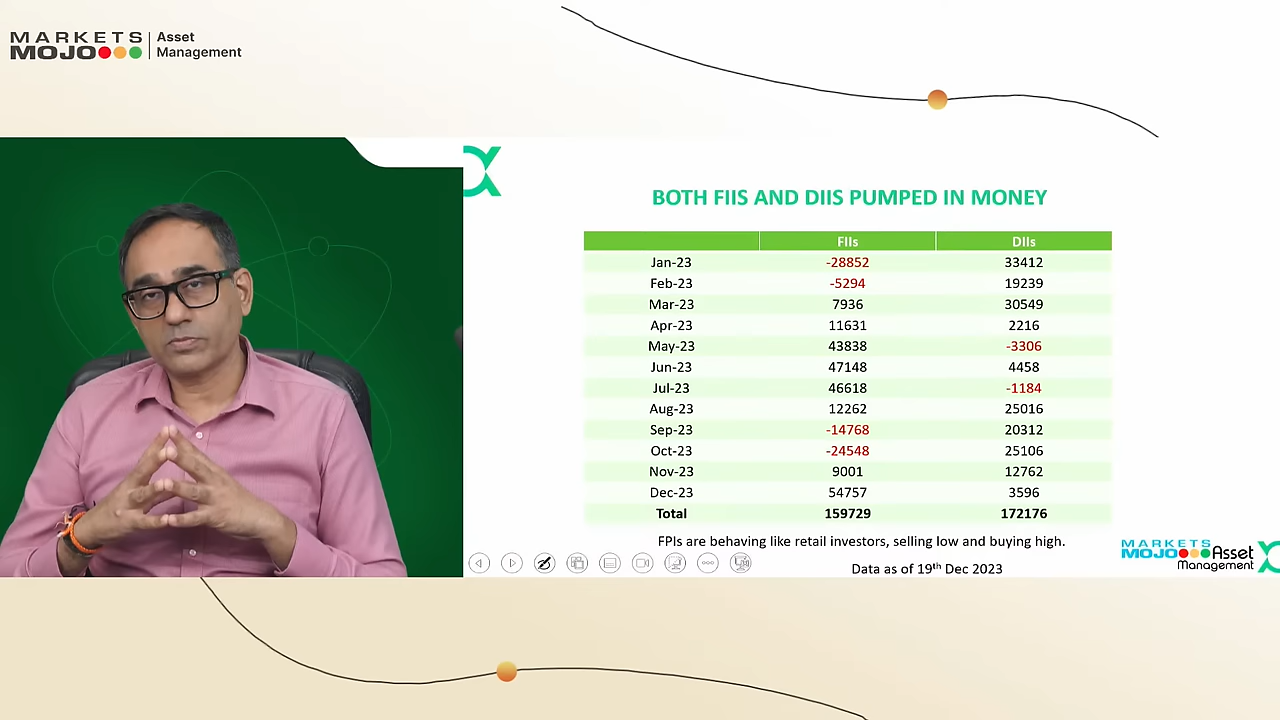 MARKETS MOJO Asset Management
BOTH FIIS AND DIIS PUMPED IN MONEY
FIIs DIIs
Jan-23 -28852 33412
Feb-23 -5294 19239
Mar-23 7936 30549
Apr-23 11631 2216
May-23 43838 -3306
Jun-23 47148 4458
Jul-23 46618 -1184
Aug-23 12262 25016
Sep-23 -14768 20312
Oct-23 -24548 25106
Nov-23 9001 12762
Dec-23 54757 3596
Total 159729 172176
FPIs are behaving like retail investors, selling low and buying high.
Data as of 19th Dec 2023
MARKETS
MOJO Asset
Management